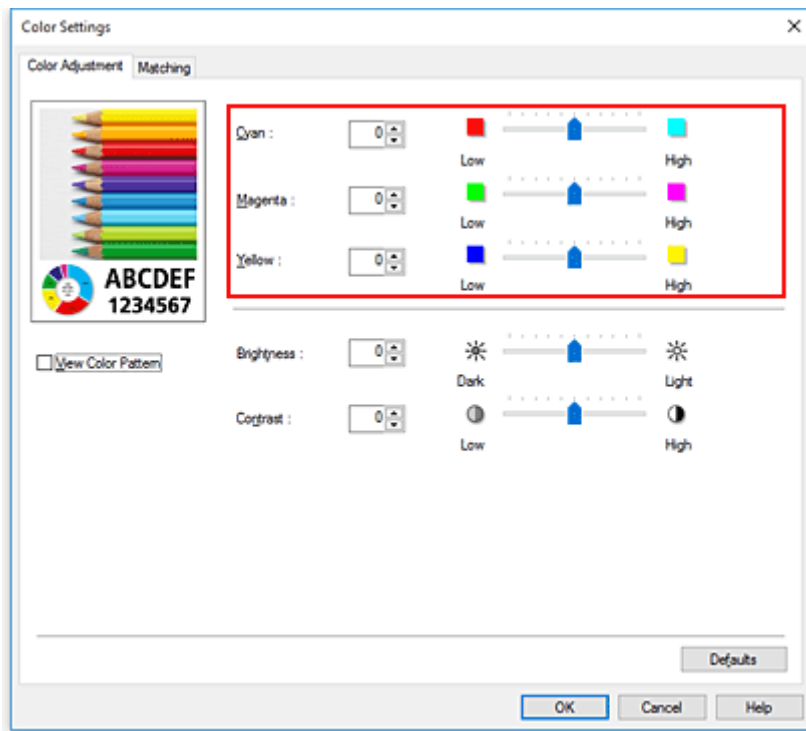 Color Settings
Color Adjustment Matching
Cyan : 0
Low High
Magenta : 0
Low High
Yellow : 0
Low High
ABCDEF
1234567
View Color Pattern
Brightness : 0
Dark Light
Contrast : 0
Low High
Defaults
OK Cancel Help